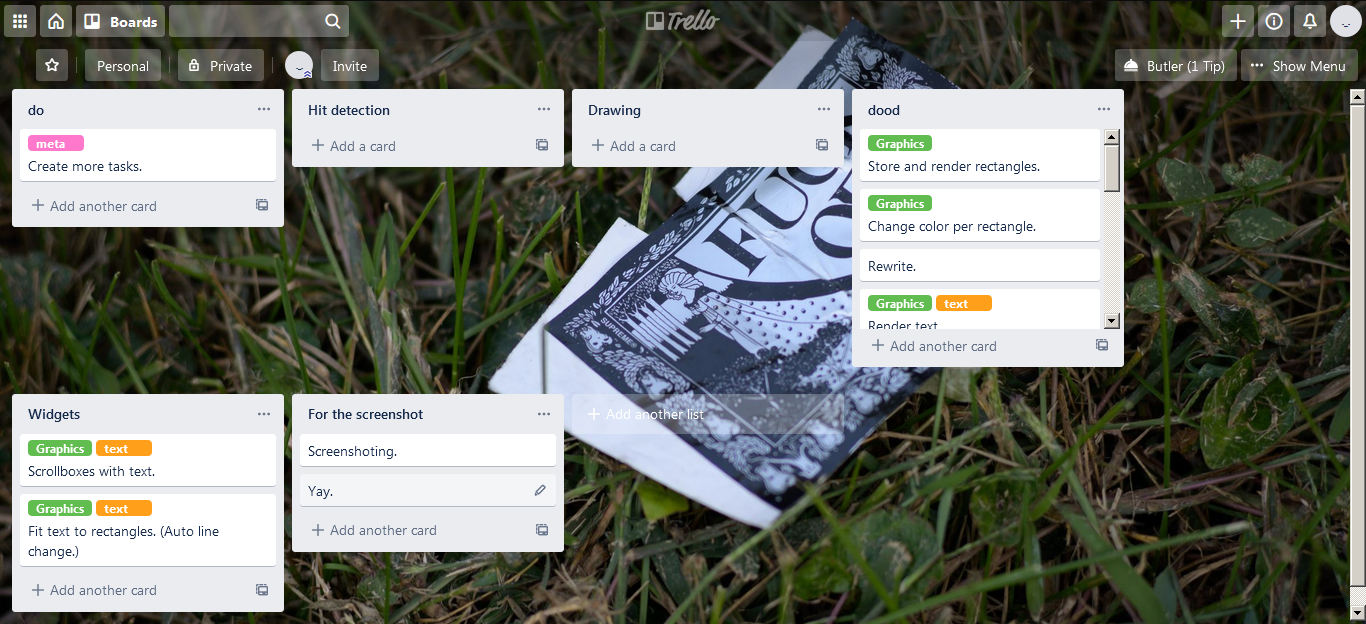 Boards
Trello
Personal
Private
Invite
Butler (1 Tip)
Show Menu
do
meta
Create more tasks.
Add another card
Hit detection
Add a card
Drawing
Add a card
dood
Graphics
Store and render rectangles.
Graphics
Change color per rectangle.
Rewrite.
Graphics text
Render text
Add another card
Widgets
Graphics text
Scrollboxes with text.
Graphics text
Fit text to rectangles. (Auto line
change.)
Add another card
For the screenshot
Screenshoting.
Yay.
Add another card
Add another list
SUPREME